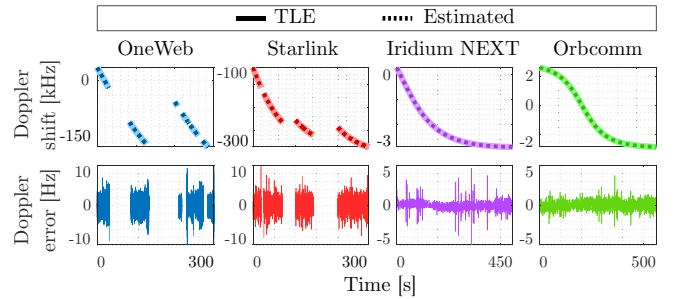 TLE Estimated
OneWeb Starlink Iridium NEXT Orbcomm
Doppler
shift [kHz]
0
-150
-100
-300
0
-3
2
0
-2
Doppler
error [Hz]
10
0
-10
10
0
-10
5
0
-5
5
0
-5
0 300 0 300 0 450 0 560
Time [s]